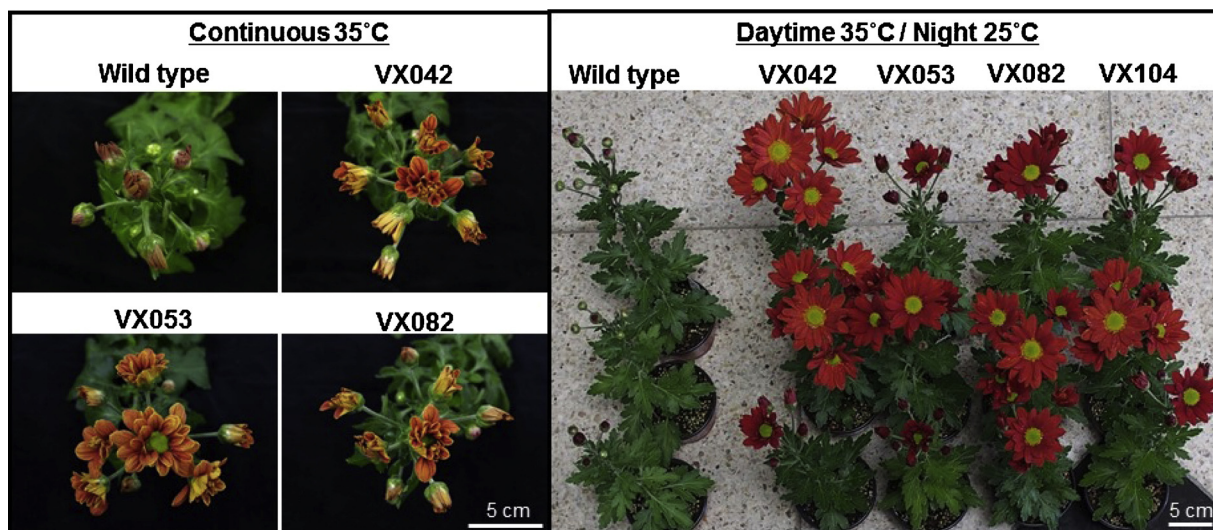 Continuous 35˚C
Wild type VX042
VX053 VX082
5 cm
Daytime 35˚C / Night 25˚C
Wild type VX042 VX053 VX082 VX104
5 cm